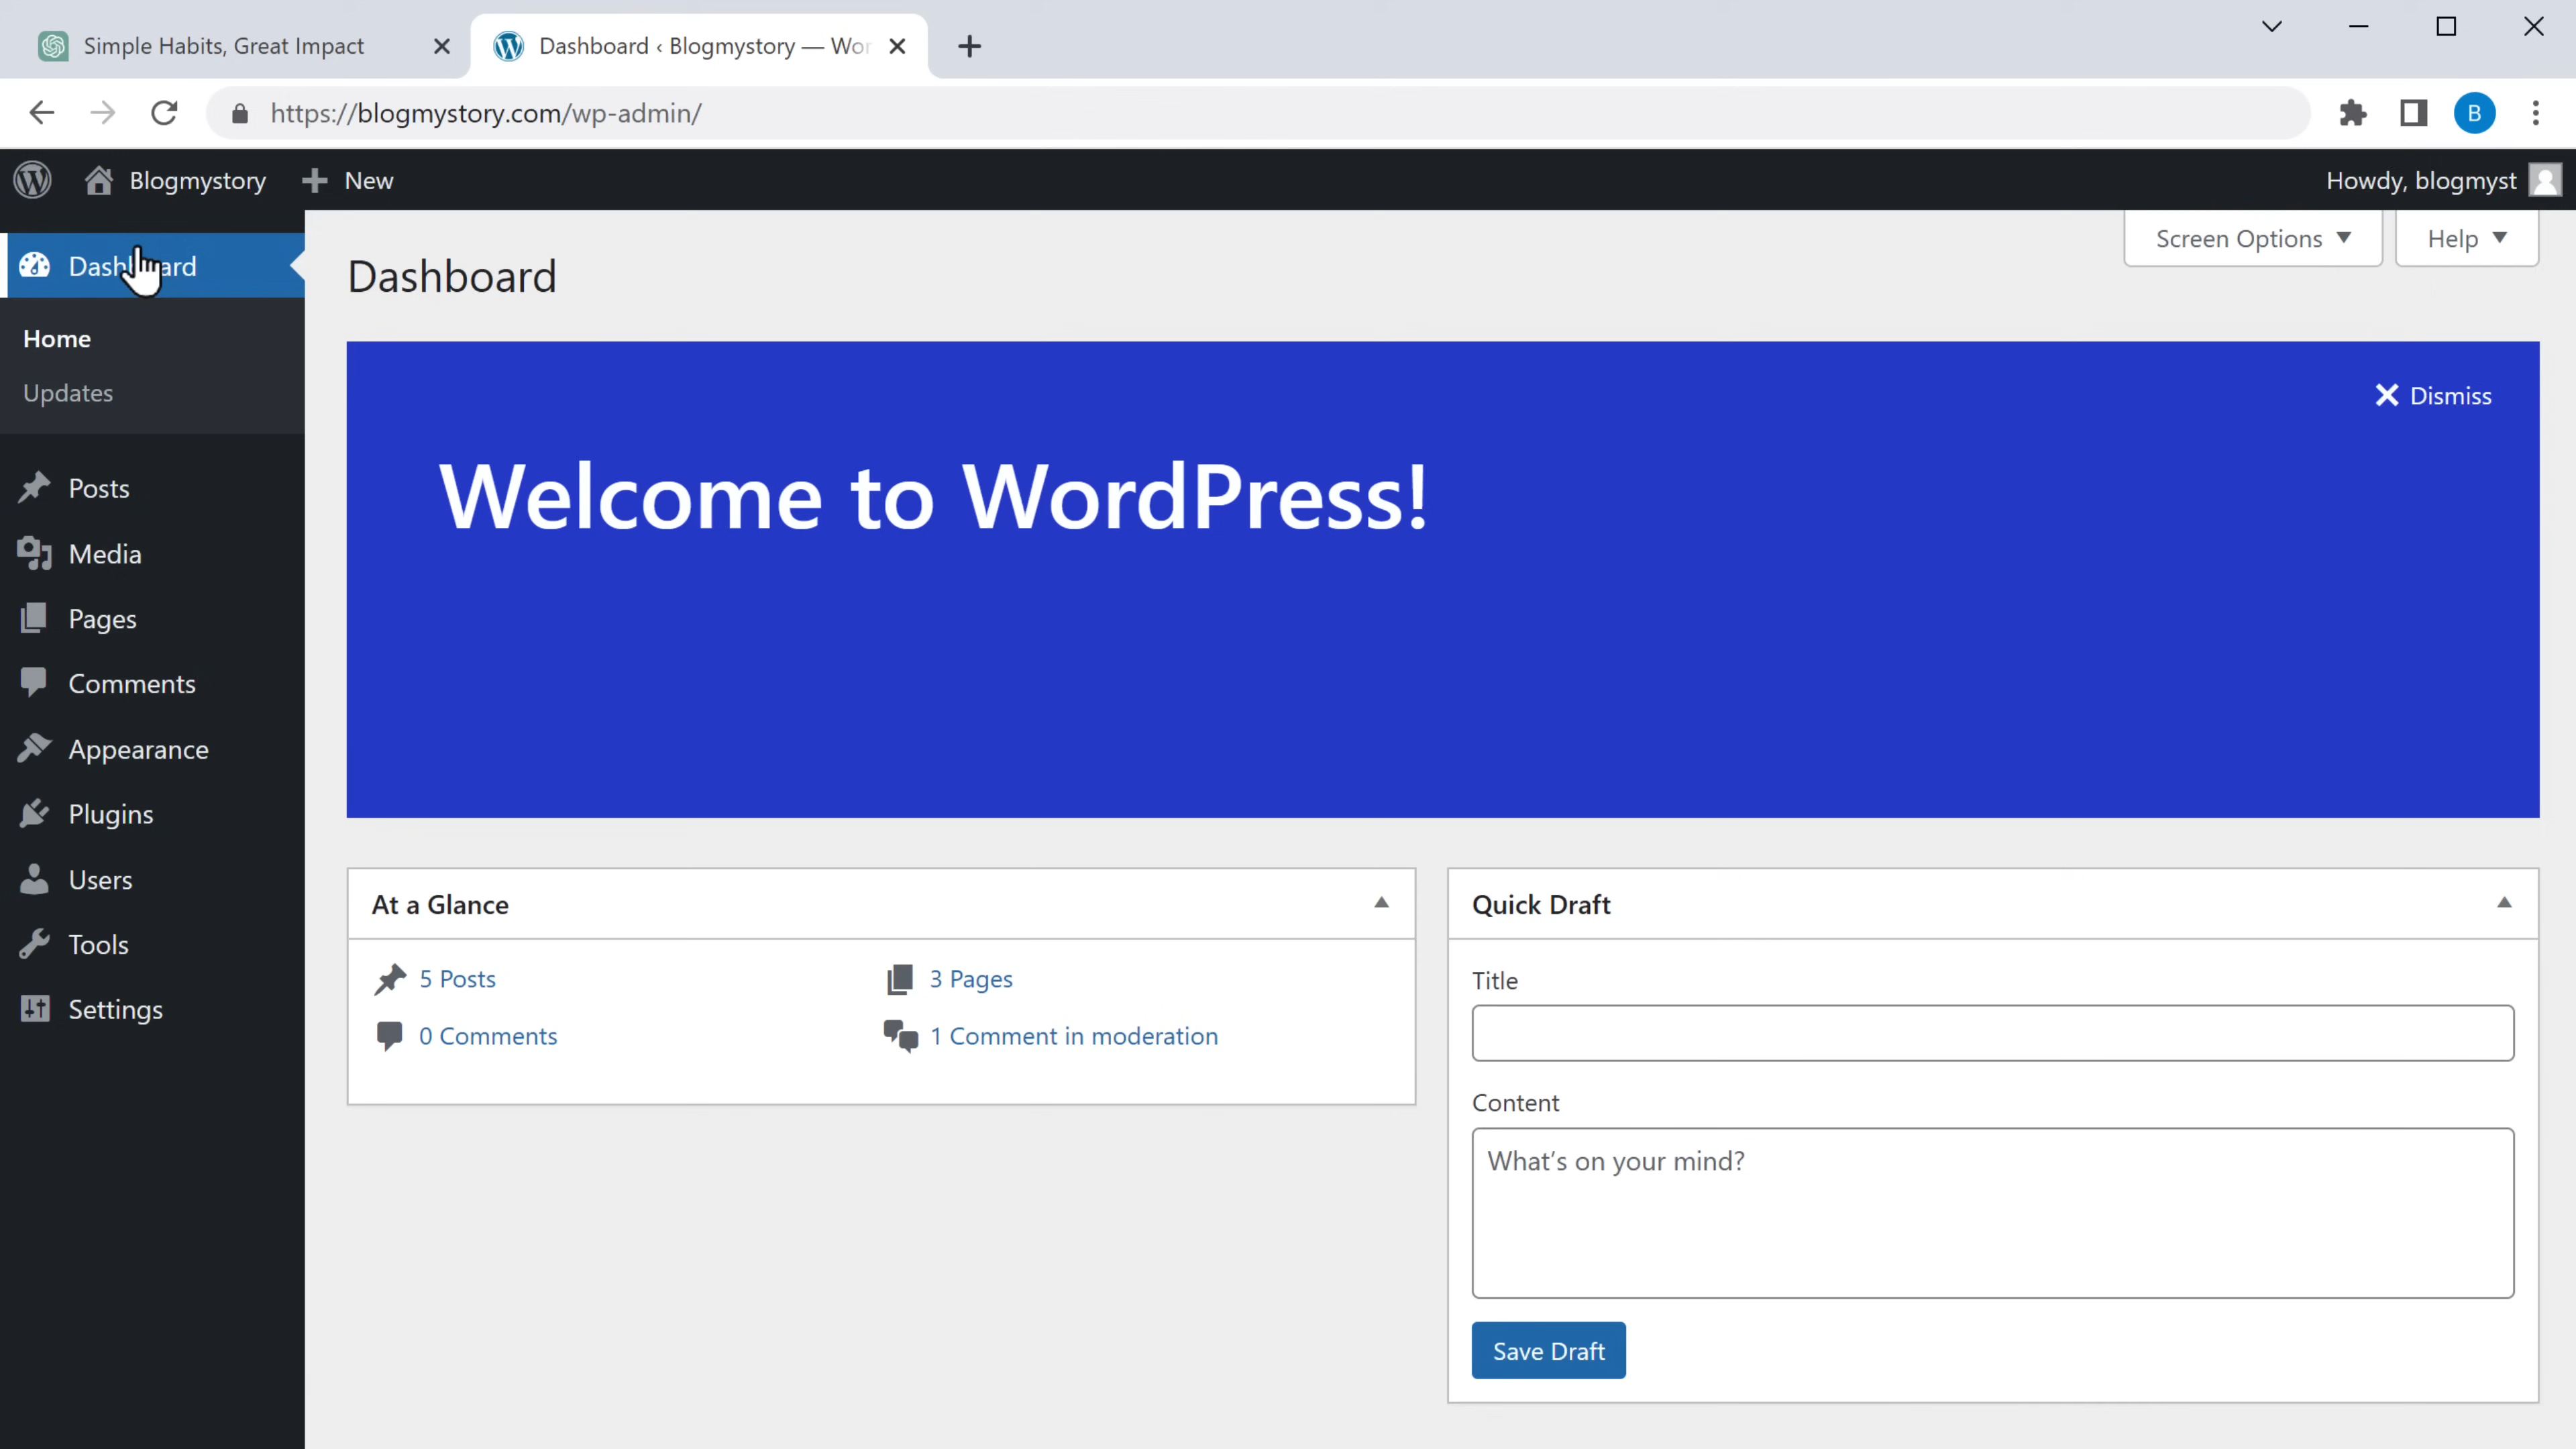 Simple Habits, Great Impact
Dashboard ‹ Blogmystory — Wor
https://blogmystory.com/wp-admin/
B
Blogmystory
New
Howdy, blogmyst
Screen Options
Help
Dashboard
Home
Updates
Posts
Media
Pages
Comments
Appearance
Plugins
Users
Tools
Settings
Dashboard
Dismiss
Welcome to WordPress!
At a Glance
5 Posts
3 Pages
0 Comments
1 Comment in moderation
Quick Draft
Title
Content
What's on your mind?
Save Draft